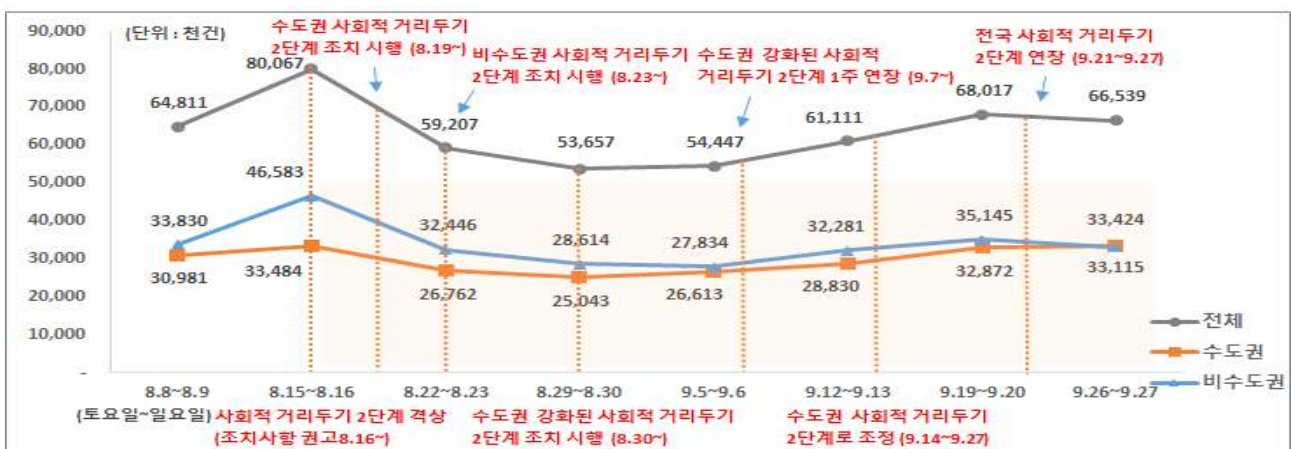 90,000
80,000
70,000
60,000
50,000
40,000
30,000
20,000
10,000
-
(단위 : 천건)
수도권 사회적 거리두기
2단계 조치 시행 (8.19~)
비수도권 사회적 거리두기
2단계 조치 시행 (8.23~)
수도권 강화된 사회적
거리두기 2단계 1주 연장 (9.7~)
전국 사회적 거리두기
2단계 연장 (9.21~9.27)
64,811
80,067
59,207
53,657
54,447
61,111
68,017
66,539
33,830
46,583
32,446
28,614
27,834
32,281
35,145
33,424
30,981
33,484
26,762
25,043
26,613
28,830
32,872
33,115
전체
수도권
비수도권
8.8~8.9
8.15~8.16
8.22~8.23
8.29~8.30
9.5~9.6
9.12~9.13
9.19~9.20
9.26~9.27
(토요일~일요일)
사회적 거리두기 2단계 격상
(조치사항 권고8.16~)
수도권 강화된 사회적 거리두기
2단계 조치 시행 (8.30~)
수도권 사회적 거리두기
2단계로 조정 (9.14~9.27)